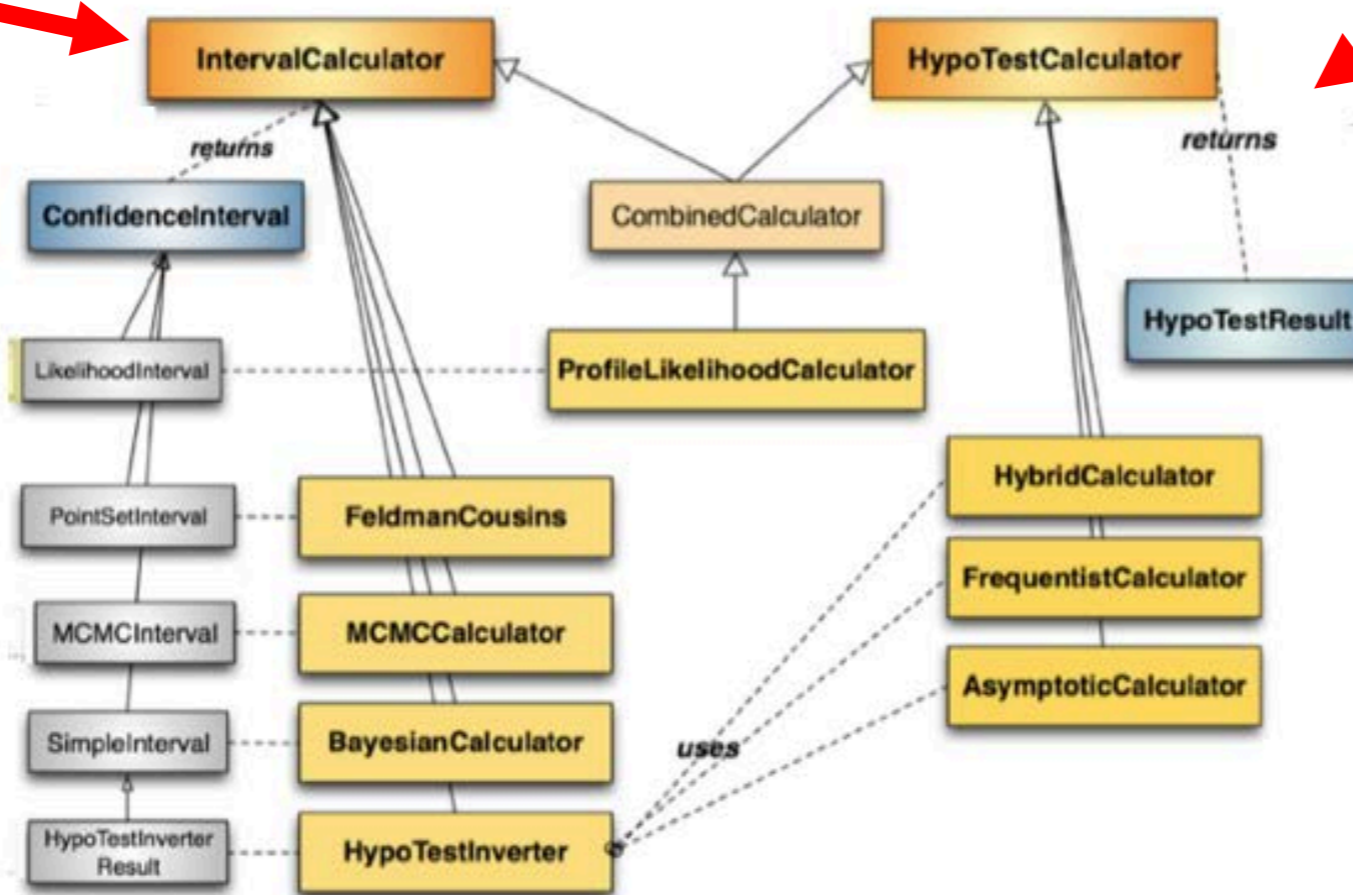 IntervalCalculator
HypoTestCalculator
returns
returns
ConfidenceInterval
CombinedCalculator
HypoTestResult
LikelihoodInterval
ProfileLikelihoodCalculator
HybridCalculator
PointSetInterval
FeldmanCousins
FrequentistCalculator
MCMCInterval
MCMCCalculator
AsymptoticCalculator
SimpleInterval
BayesianCalculator
uses
HypoTestInverter
Result
HypoTestInverter